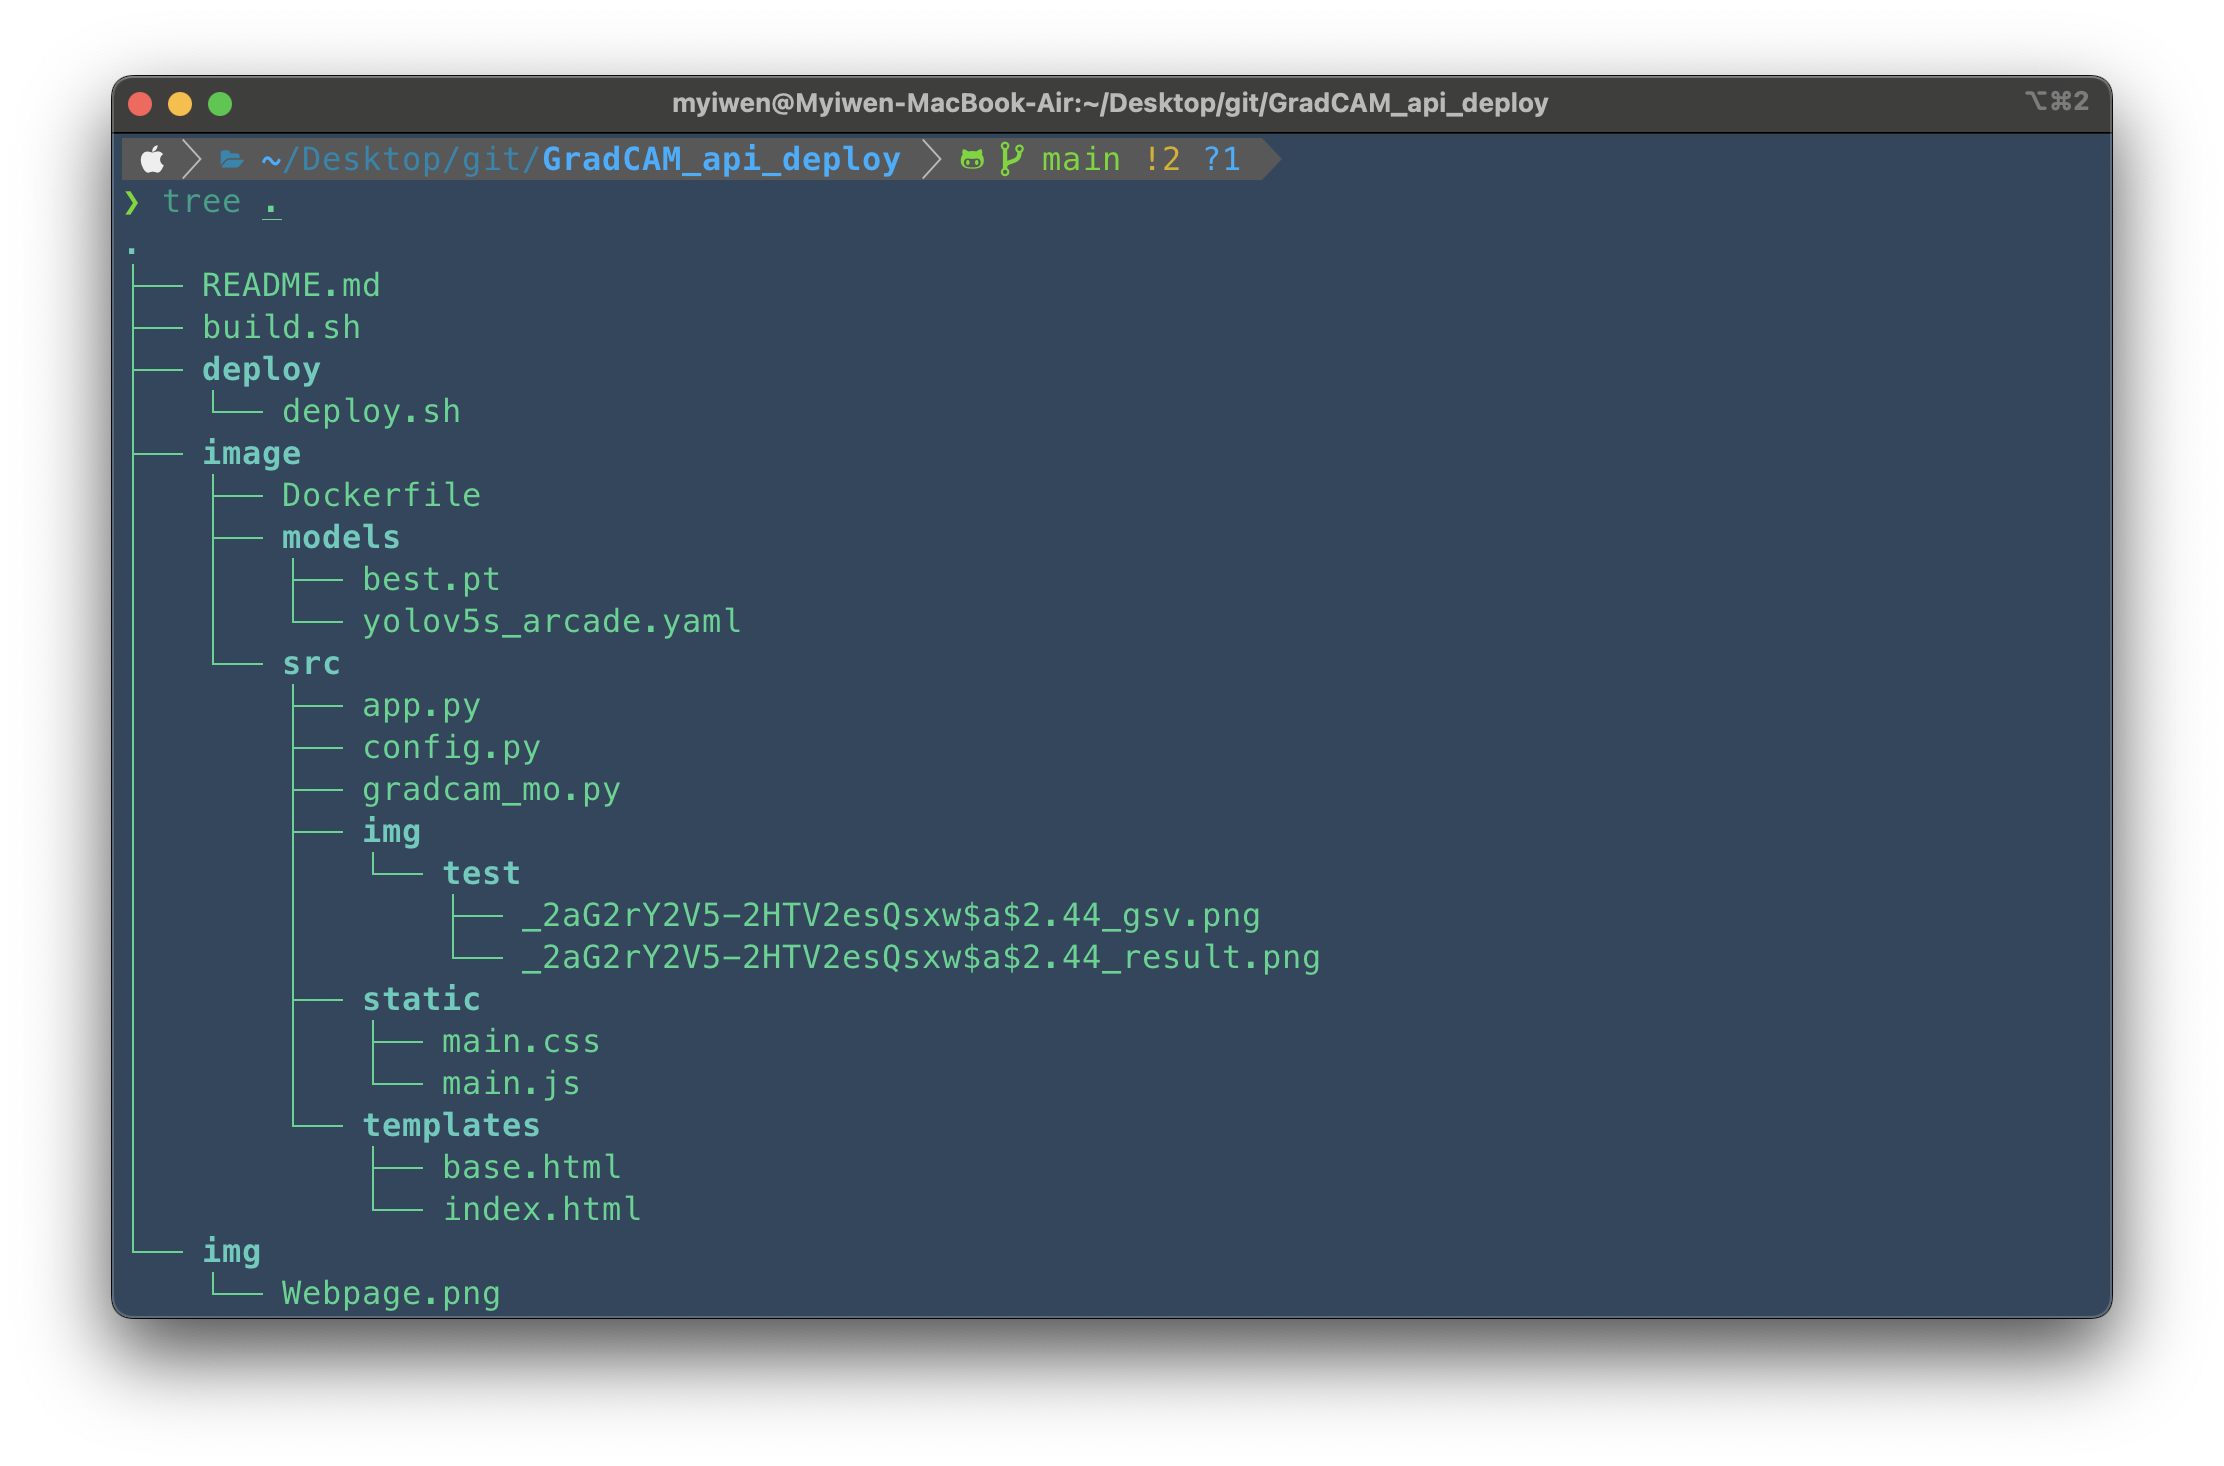 myiwen@Myiwen-MacBook-Air:~/Desktop/git/GradCAM_api_deploy ⌥⌘2
~/Desktop/git/GradCAM_api_deploy main !2 ?1
❯ tree .
.
├── README.md
├── build.sh
├── deploy
│   └── deploy.sh
├── image
│   ├── Dockerfile
│   ├── models
│   │   ├── best.pt
│   │   └── yolov5s_arcade.yaml
│   └── src
│       ├── app.py
│       ├── config.py
│       ├── gradcam_mo.py
│       ├── img
│       │   └── test
│       │       ├── _2aG2rY2V5-2HTV2esQsxw$a$2.44_gsv.png
│       │       └── _2aG2rY2V5-2HTV2esQsxw$a$2.44_result.png
│       ├── static
│       │   ├── main.css
│       │   └── main.js
│       └── templates
│           ├── base.html
│           └── index.html
└── img
    └── Webpage.png